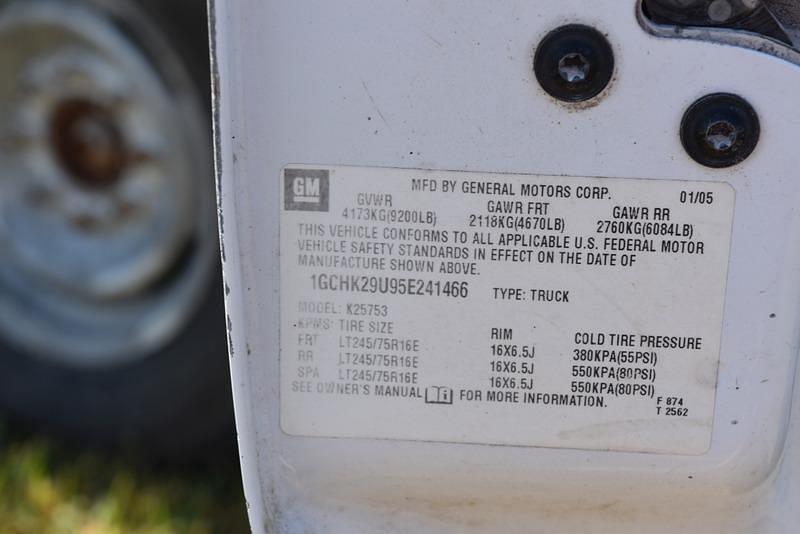 GM
MFD BY GENERAL MOTORS CORP. 01/05
GVWR GAWR FRT GAWR RR
4173KG(9200LB) 2118KG(4670LB) 2760KG(6084LB)
THIS VEHICLE CONFORMS TO ALL APPLICABLE U.S. FEDERAL MOTOR
VEHICLE SAFETY STANDARDS IN EFFECT ON THE DATE OF
MANUFACTURE SHOWN ABOVE.
1GCHK29U95E241466 TYPE: TRUCK
MODEL: K25753
KPMS: TIRE SIZE RIM COLD TIRE PRESSURE
FRT LT245/75R16E 16X6.5J 380KPA(55PSI)
RR LT245/75R16E 16X6.5J 550KPA(80PSI)
SPA LT245/75R16E 16X6.5J 550KPA(80PSI)
SEE OWNER'S MANUAL FOR MORE INFORMATION.
F 874
T 2562